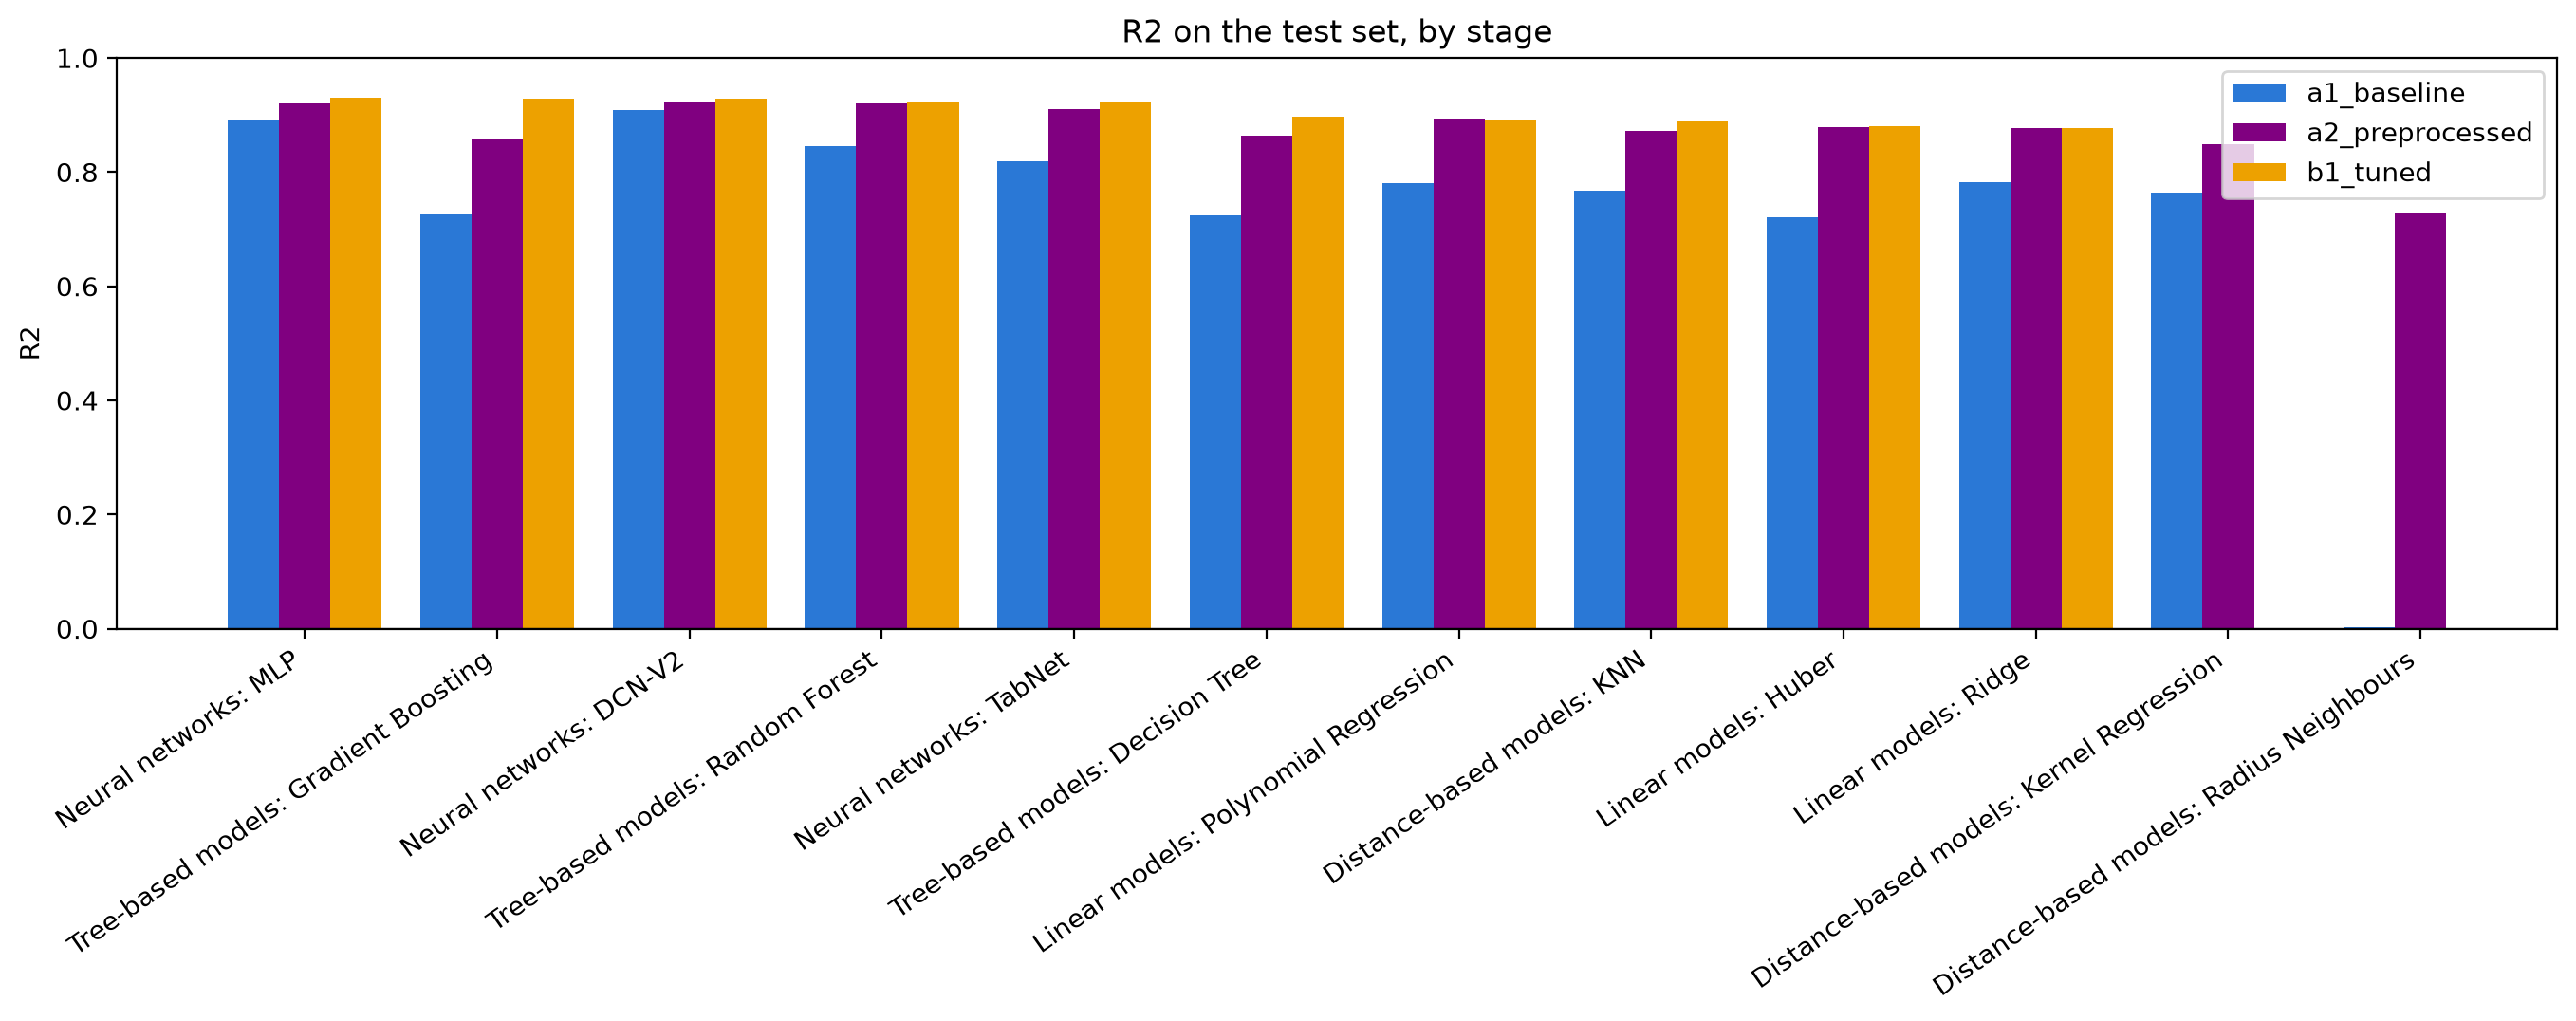 R2 on the test set, by stage
1.0
0.8
0.6
0.4
0.2
0.0
R2
a1_baseline
a2_preprocessed
b1_tuned
Neural networks: MLP
Tree-based models: Gradient Boosting
Neural networks: DCN-V2
Tree-based models: Random Forest
Neural networks: TabNet
Tree-based models: Decision Tree
Linear models: Polynomial Regression
Distance-based models: KNN
Linear models: Huber
Linear models: Ridge
Distance-based models: Kernel Regression
Distance-based models: Radius Neighbours